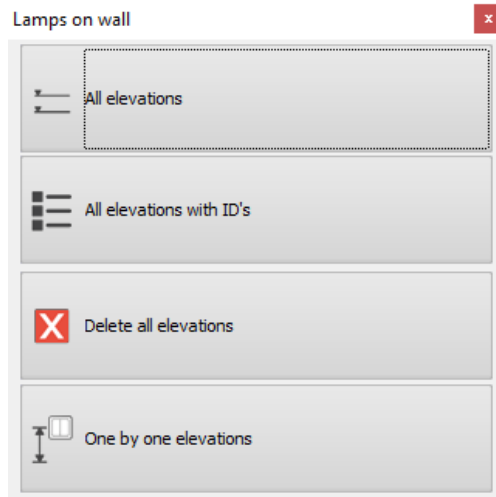 Lamps on wall
x
All elevations
All elevations with ID's
Delete all elevations
One by one elevations